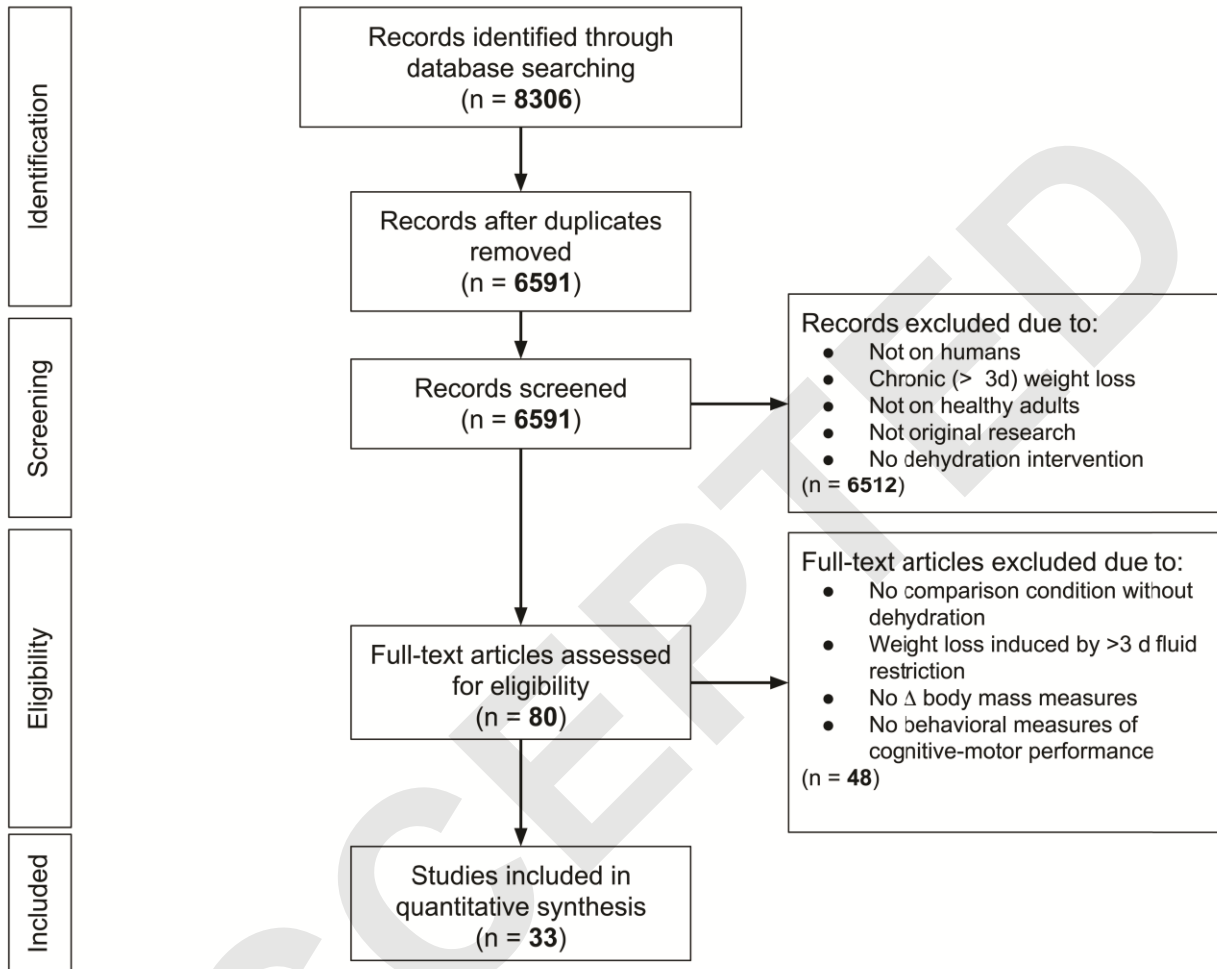 Identification
Records identified through
database searching
(n = 8306)
Records after duplicates
removed
(n = 6591)
Screening
Records screened
(n = 6591)
Records excluded due to:
● Not on humans
● Chronic (> 3d) weight loss
● Not on healthy adults
● Not original research
● No dehydration intervention
(n = 6512)
Eligibility
Full-text articles assessed
for eligibility
(n = 80)
Full-text articles excluded due to:
● No comparison condition without
dehydration
● Weight loss induced by >3 d fluid
restriction
● No Δ body mass measures
● No behavioral measures of
cognitive-motor performance
(n = 48)
Included
Studies included in
quantitative synthesis
(n = 33)
CCEPTED